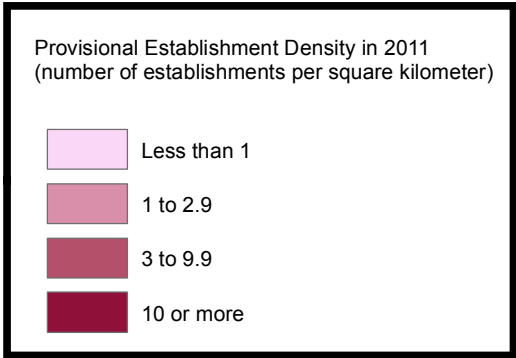 Provisional Establishment Density in 2011
(number of establishments per square kilometer)
Less than 1
1 to 2.9
3 to 9.9
10 or more